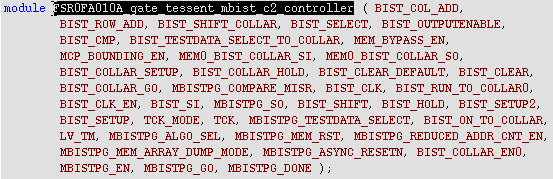 module FSR0FA010A_qate_tessent_mbist_c2_controller ( BIST_COL_ADD,
BIST_ROW_ADD, BIST_SHIFT_COLLAR, BIST_SELECT, BIST_OUTPUTENABLE,
BIST_CMP, BIST_TESTDATA_SELECT_TO_COLLAR, MEM_BYPASS_EN,
MCP_BOUNDING_EN, MEM0_BIST_COLLAR_SI, MEM0_BIST_COLLAR_SO,
BIST_COLLAR_SETUP, BIST_COLLAR_HOLD, BIST_CLEAR_DEFAULT, BIST_CLEAR,
BIST_COLLAR_GO, MBISTPG_COMPARE_MISR, BIST_CLK, BIST_RUN_TO_COLLAR0,
BIST_CLK_EN, BIST_SI, MBISTPG_SO, BIST_SHIFT, BIST_HOLD, BIST_SETUP2,
BIST_SETUP, TCK_MODE, TCK, MBISTPG_TESTDATA_SELECT, BIST_ON_TO_COLLAR,
LV_TM, MBISTPG_ALGO_SEL, MBISTPG_MEM_RST, MBISTPG_REDUCED_ADDR_CNT_EN,
MBISTPG_MEM_ARRAY_DUMP_MODE, MBISTPG_ASYNC_RESETN, BIST_COLLAR_EN0,
MBISTPG_EN, MBISTPG_GO, MBISTPG_DONE );